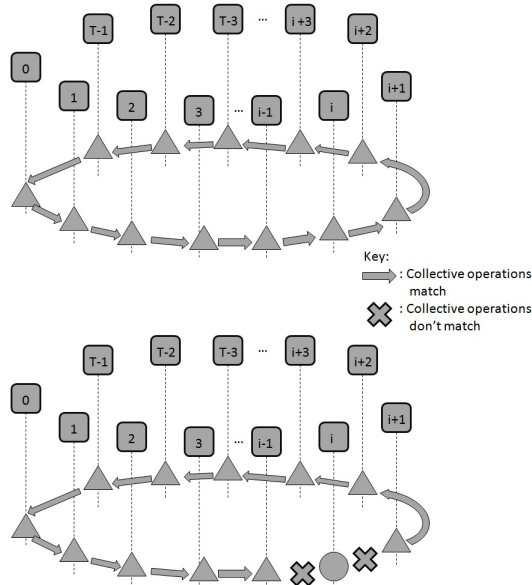 T-1
T-2
T-3
...
i+3
i+2
0
1
2
3
...
i-1
i
i+1
Key:
: Collective operations
match
: Collective operations
don't match
T-1
T-2
T-3
...
i+3
i+2
0
1
2
3
...
i-1
i
i+1